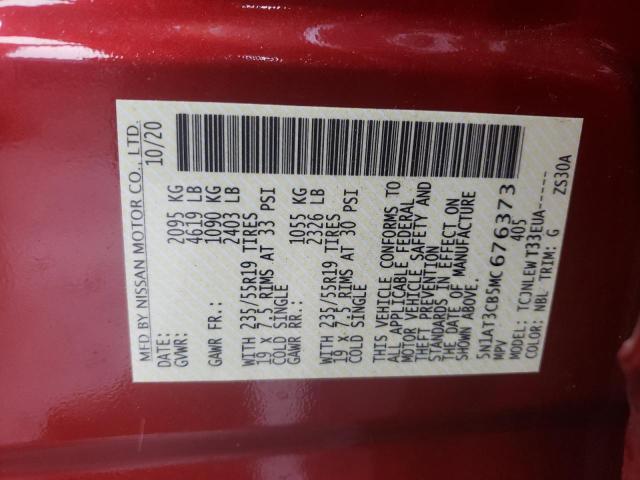 MFD BY NISSAN MOTOR CO., LTD.
DATE: 10/20
GVWR: 2095 KG
4619 LB
GAWR FR.: 1090 KG
2403 LB
WITH 235/55R19 TIRES
19 X 7.5 RIMS AT 33 PSI
COLD SINGLE
GAWR RR.: 1055 KG
2326 LB
WITH 235/55R19 TIRES
19 X 7.5 RIMS AT 30 PSI
COLD SINGLE
THIS VEHICLE CONFORMS TO
ALL APPLICABLE FEDERAL
MOTOR VEHICLE SAFETY AND
THEFT PREVENTION
STANDARDS IN EFFECT ON
THE DATE OF MANUFACTURE
SHOWN ABOVE.
5N1AT3CB5MC676373
MPV 405
MODEL: TCJNLEWT33EUA------
COLOR: NBL TRIM: G ZS30A